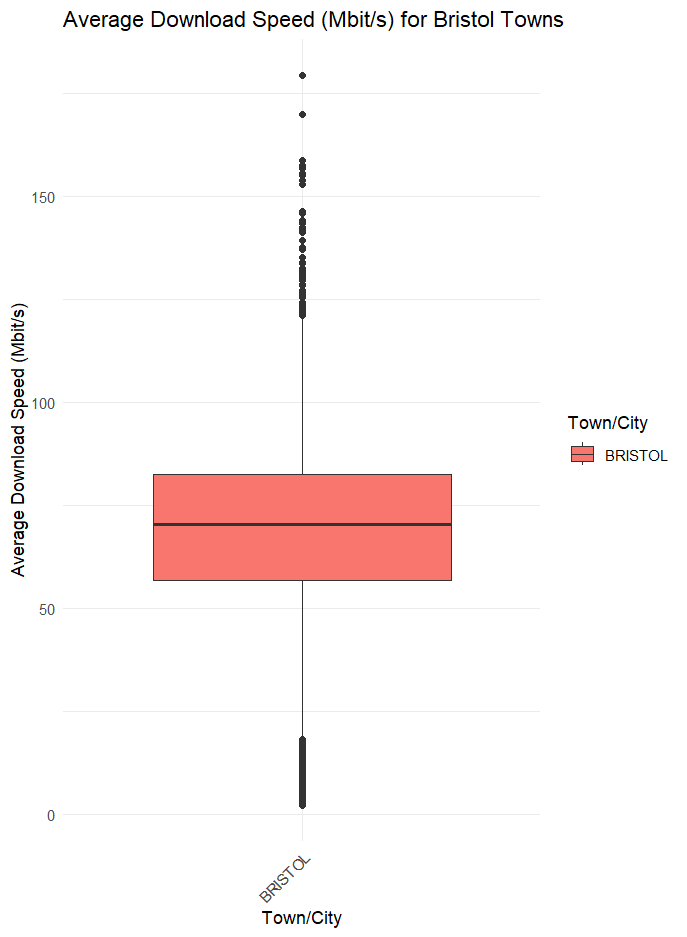 Average Download Speed (Mbit/s) for Bristol Towns
Average Download Speed (Mbit/s)
150
100
50
0
BRISTOL
Town/City
Town/City
BRISTOL